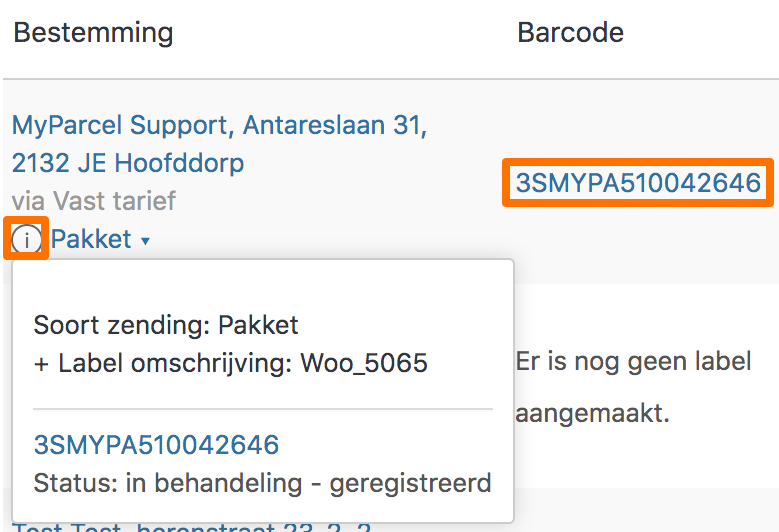 Bestemming
Barcode
MyParcel Support, Antareslaan 31,
2132 JE Hoofddorp
via Vast tarief
3SMYPA510042646
i Pakket ▾
Soort zending: Pakket
+ Label omschrijving: Woo_5065
3SMYPA510042646
Status: in behandeling - geregistreerd
Er is nog geen label
aangemaakt.